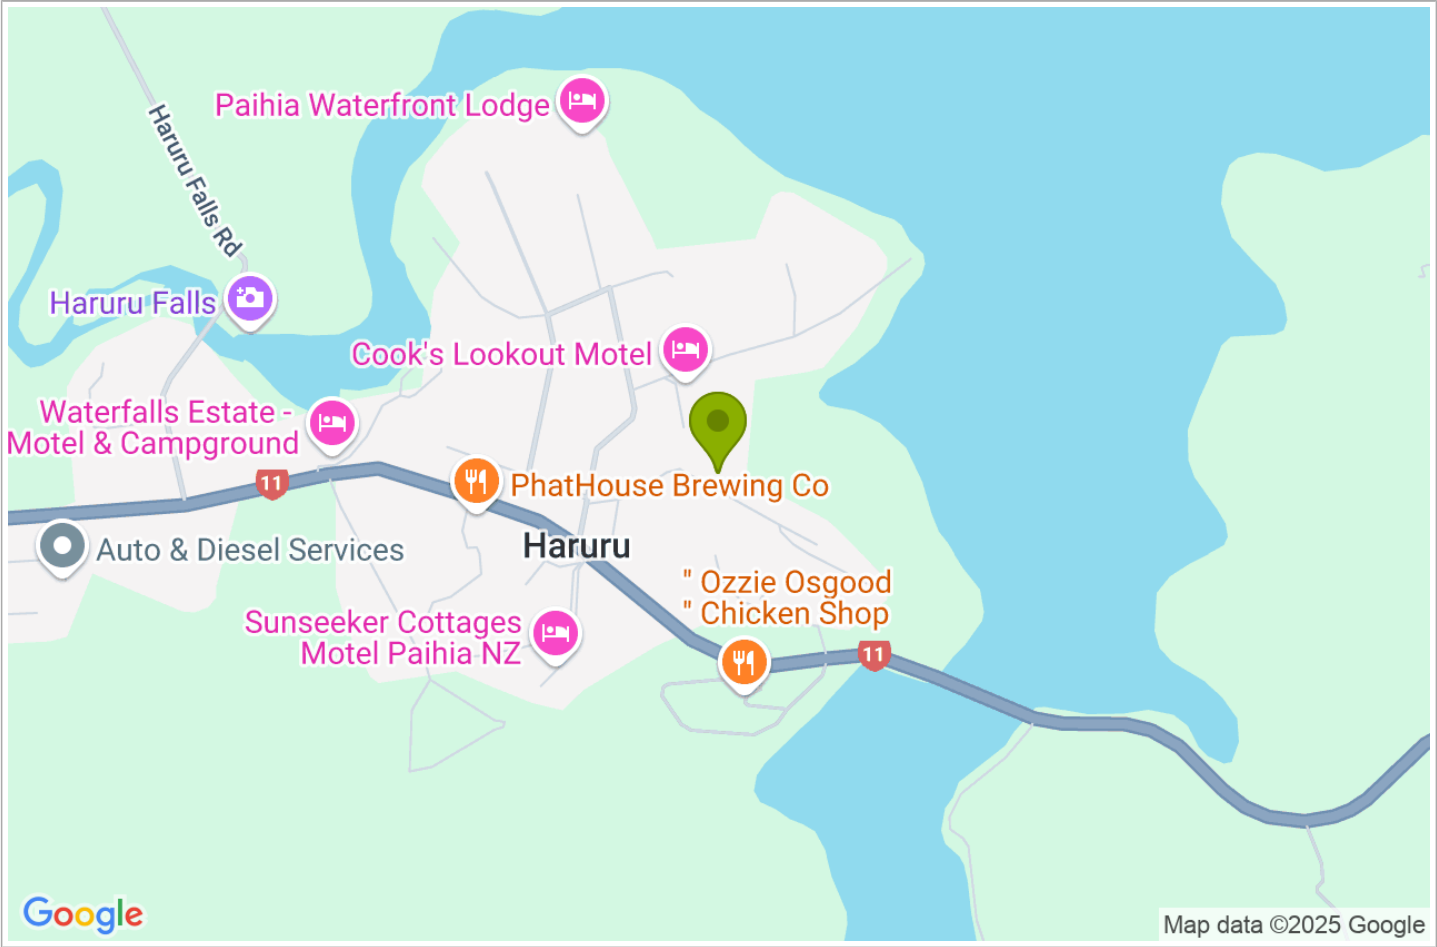 Paihia Waterfront Lodge
Haruru Falls Rd
Haruru Falls
Cook's Lookout Motel
Waterfalls Estate -
Motel & Campground
11
PhatHouse Brewing Co
Auto & Diesel Services
Haruru
" Ozzie Osgood
" Chicken Shop
Sunseeker Cottages
Motel Paihia NZ
11
Google
Map data ©2025 Google